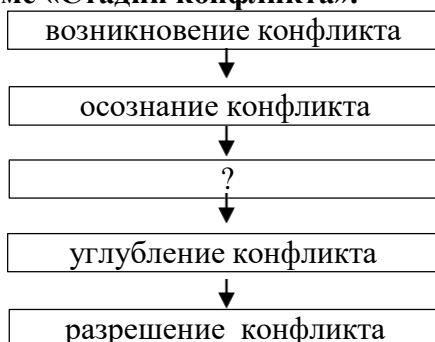 ме «Стадии конфликта».
возникновение конфликта
осознание конфликта
?
углубление конфликта
разрешение конфликта